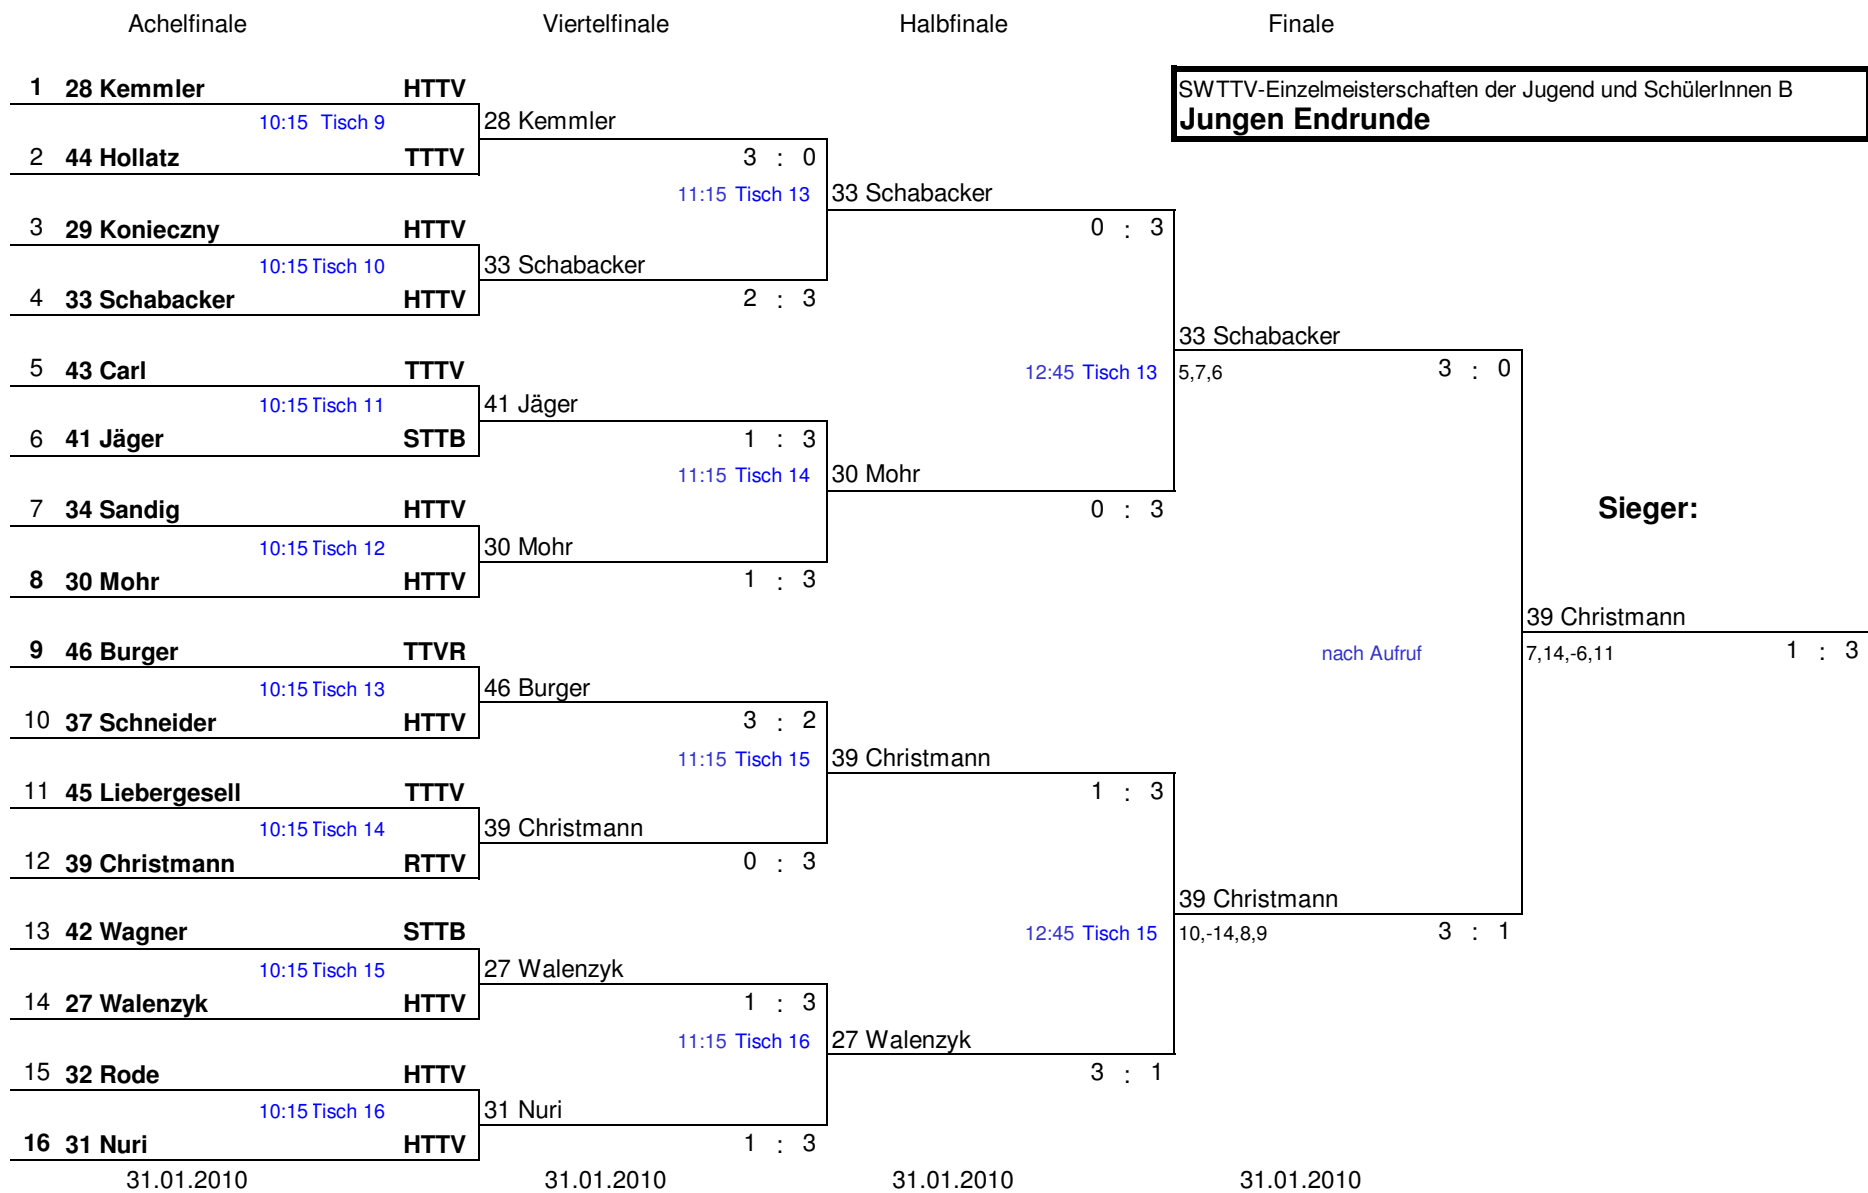 Achelfinale Viertelfinale Halbfinale Finale
SWTTV-Einzelmeisterschaften der Jugend und SchülerInnen B
Jungen Endrunde
1 28 Kemmler HTTV
10:15 Tisch 9 28 Kemmler
2 44 Hollatz TTTV 3 : 0
11:15 Tisch 13 33 Schabacker
3 29 Konieczny HTTV 0 : 3
10:15 Tisch 10 33 Schabacker
4 33 Schabacker HTTV 2 : 3
33 Schabacker
5 43 Carl TTTV 12:45 Tisch 13 5,7,6 3 : 0
10:15 Tisch 11 41 Jäger
6 41 Jäger STTB 1 : 3
11:15 Tisch 14 30 Mohr
7 34 Sandig HTTV 0 : 3 Sieger:
10:15 Tisch 12 30 Mohr
8 30 Mohr HTTV 1 : 3
39 Christmann
9 46 Burger TTVR nach Aufruf 7,14,-6,11 1 : 3
10:15 Tisch 13 46 Burger
10 37 Schneider HTTV 3 : 2
11:15 Tisch 15 39 Christmann
11 45 Liebergesell TTTV 1 : 3
10:15 Tisch 14 39 Christmann
12 39 Christmann RTTV 0 : 3
39 Christmann
13 42 Wagner STTB 12:45 Tisch 15 10,-14,8,9 3 : 1
10:15 Tisch 15 27 Walenzyk
14 27 Walenzyk HTTV 1 : 3
11:15 Tisch 16 27 Walenzyk
15 32 Rode HTTV 3 : 1
10:15 Tisch 16 31 Nuri
16 31 Nuri HTTV 1 : 3
31.01.2010 31.01.2010 31.01.2010 31.01.2010